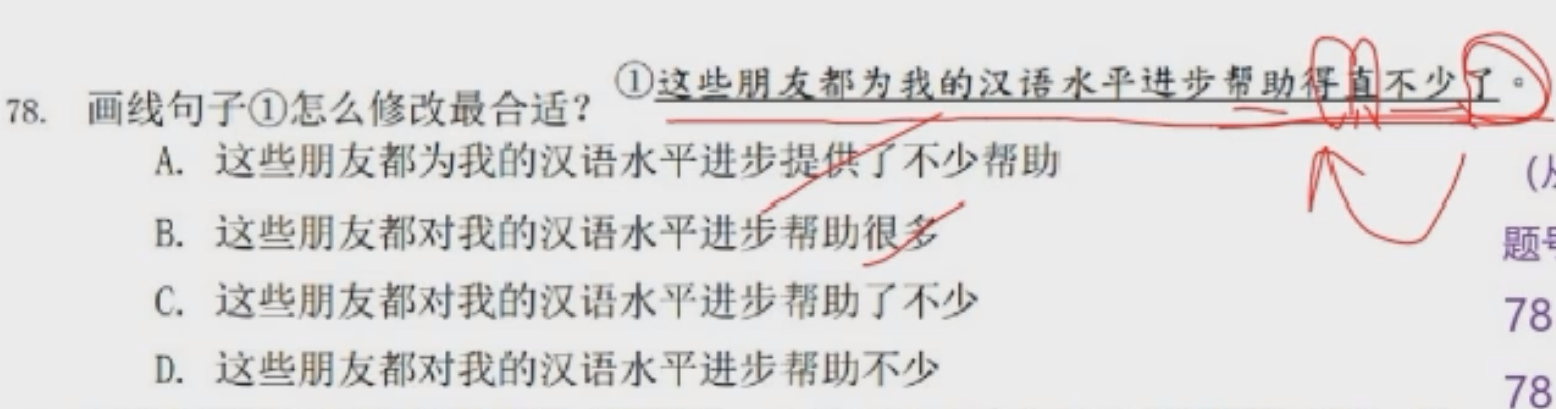 ①这些朋友都为我的汉语水平进步帮助得直不少了。
78. 画线句子①怎么修改最合适?
A. 这些朋友都为我的汉语水平进步提供了不少帮助
(从
B. 这些朋友都对我的汉语水平进步帮助很多
题号
C. 这些朋友都对我的汉语水平进步帮助了不少
78
D. 这些朋友都对我的汉语水平进步帮助不少
78